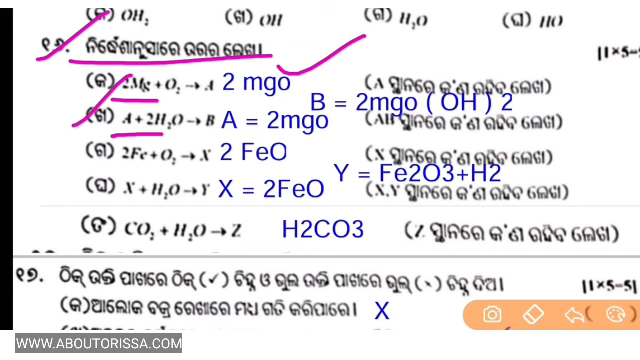 (କ) OH₂ (ଖ) OH (ଗ) H₂O (ଘ) HO
୧୬. ନିର୍ଦ୍ଦେଶାନୁସାରେ ଉତ୍ତର ଲେଖ। [1×5=5]
(କ) 2Mg+O₂ → A 2 mgo (A ସ୍ଥାନରେ କ'ଣ ରହିବ ଲେଖ)
B = 2mgo ( OH ) 2
(ଖ) A + 2H₂O → B A = 2mgo (AB ସ୍ଥାନରେ କ'ଣ ରହିବ ଲେଖ)
(ଗ) 2Fe+O₂ → X 2 FeO (X ସ୍ଥାନରେ କ'ଣ ରହିବ ଲେଖ)
Y = Fe2O3+H2
(ଘ) X + H₂O → Y X = 2FeO (X,Y ସ୍ଥାନରେ କ'ଣ ରହିବ ଲେଖ)
(ଙ) CO₂ + H₂O → Z H2CO3 (Z ସ୍ଥାନରେ କ'ଣ ରହିବ ଲେଖ)
୧୭. ଠିକ୍ ଉକ୍ତି ପାଖରେ ଠିକ୍ (✓) ଚିହ୍ନ ଓ ଭୁଲ ଉକ୍ତି ପାଖରେ ଭୁଲ୍ (×) ଚିହ୍ନ ଦିଅ। [1×5=5]
(କ) ଆଲୋକ ବକ୍ର ରେଖାରେ ମଧ୍ୟ ଗତି କରିପାରେ। X
WWW.ABOUTORISSA.COM